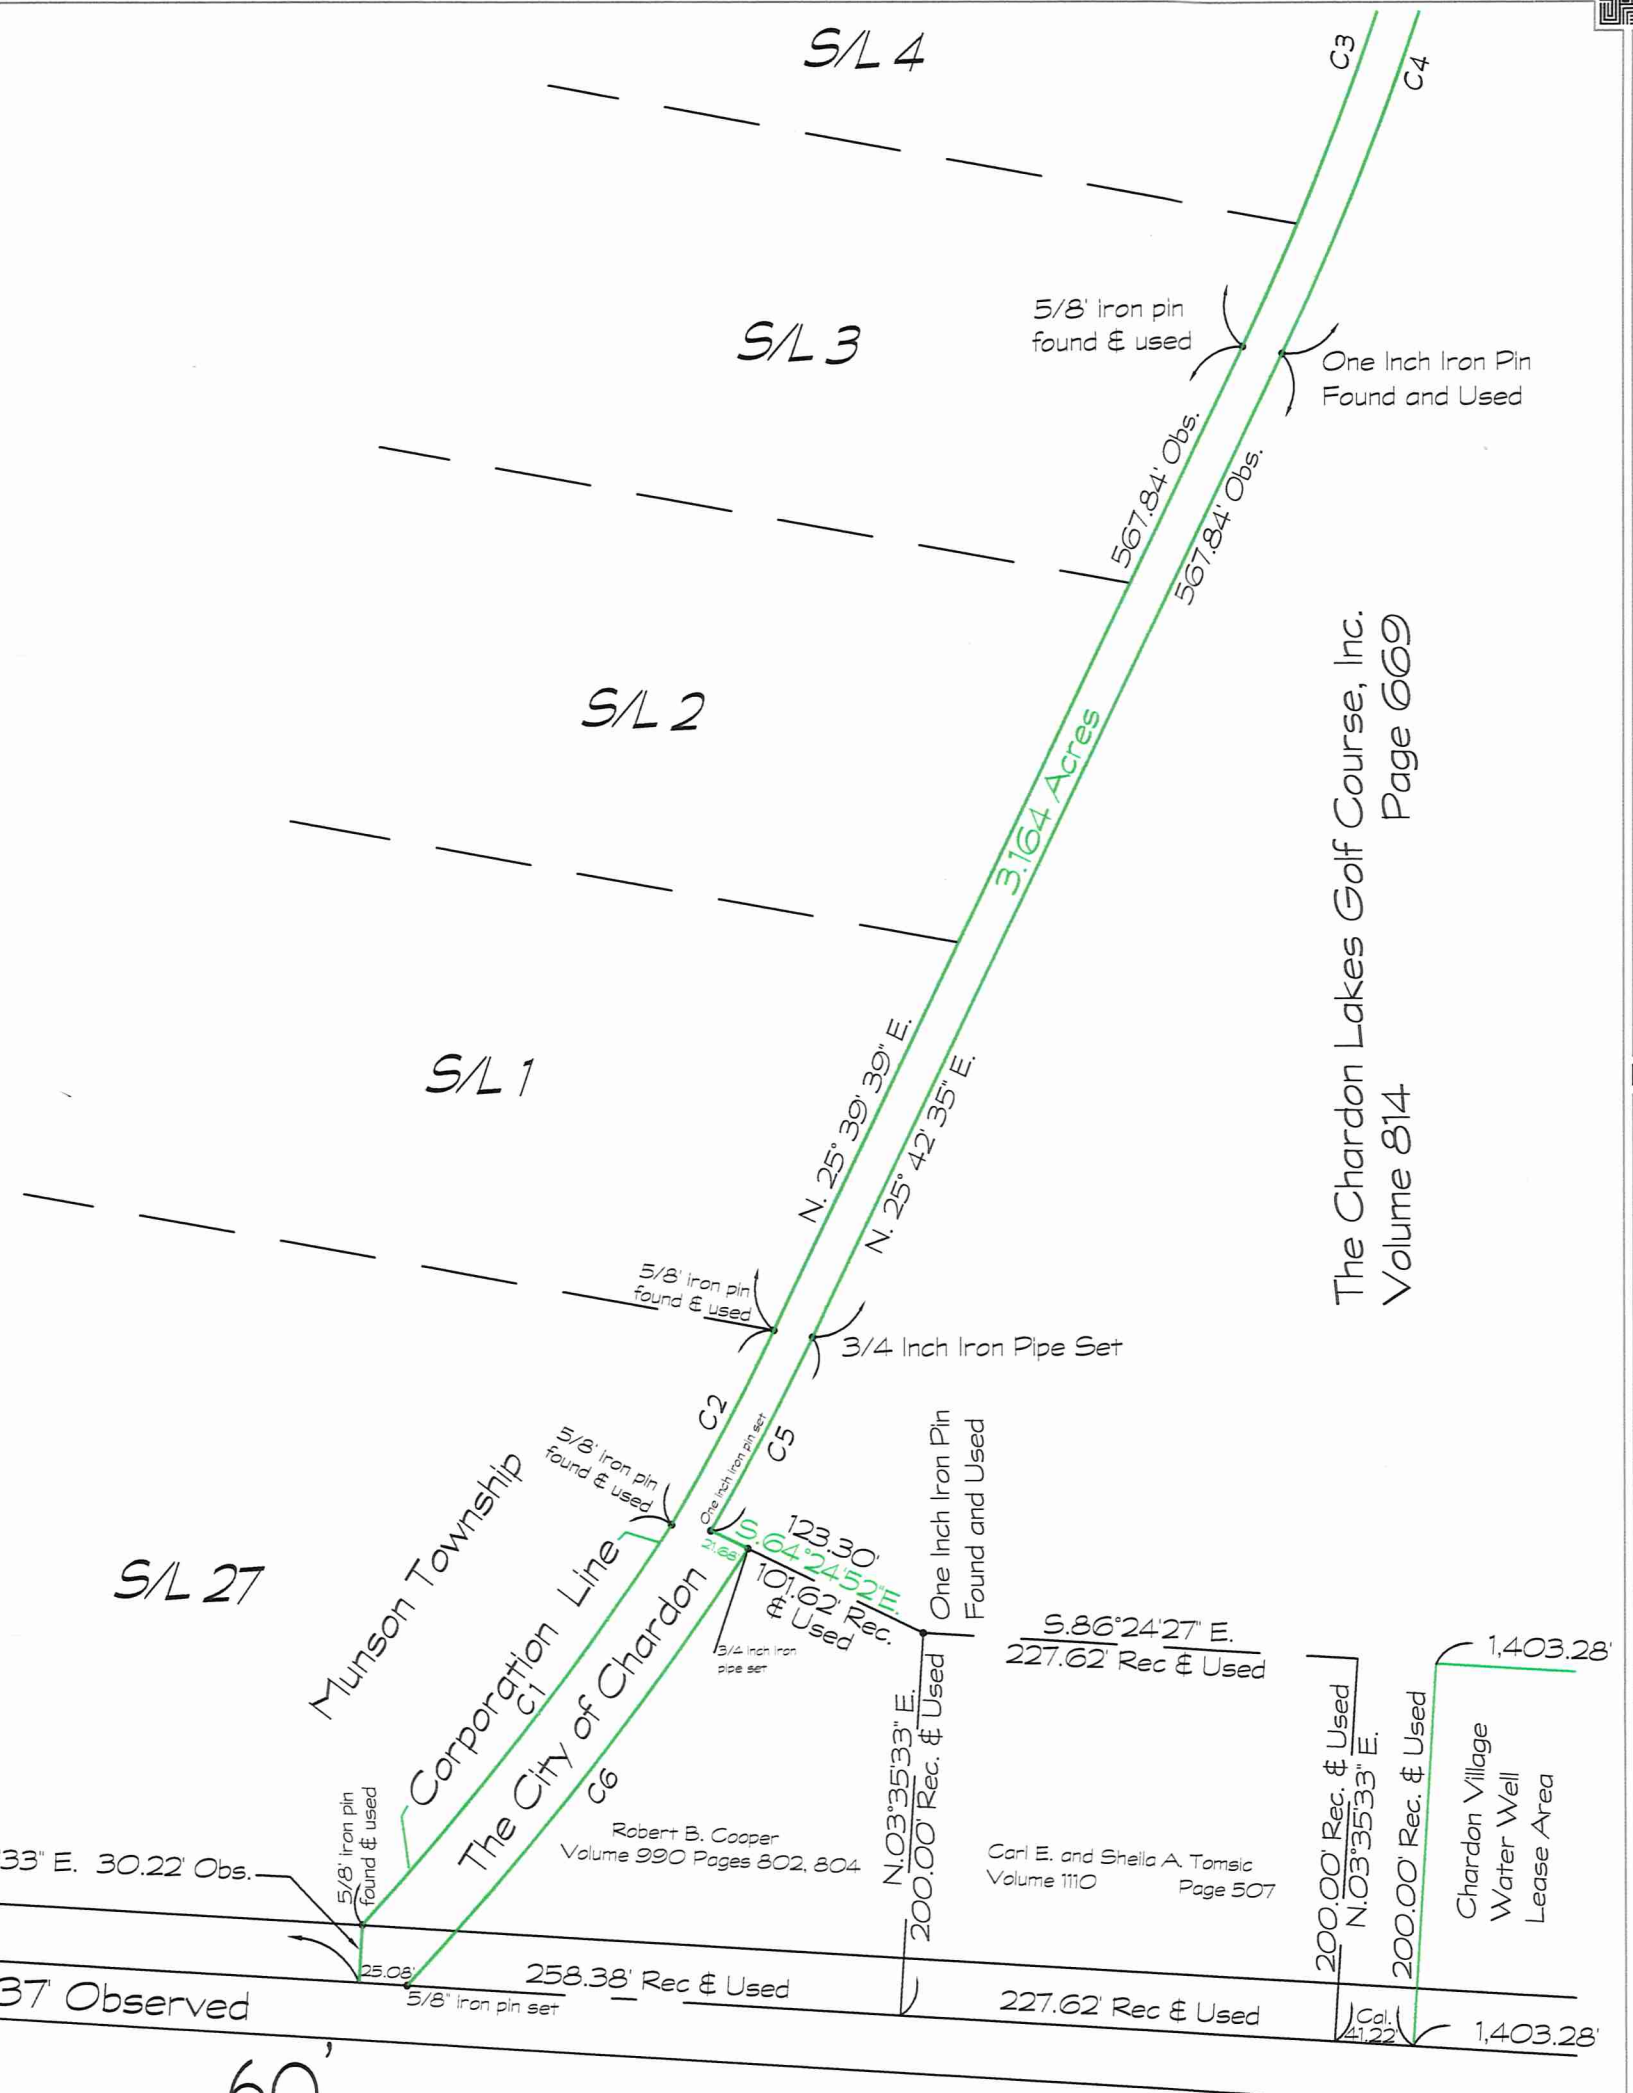 S/L 4
C3
C4
5/8' iron pin
found & used
One Inch Iron Pin
Found and Used
S/L 3
567.84' Obs.
567.84' Obs.
S/L 2
3.164 Acres
The Chardon Lakes Golf Course, Inc.
Volume 814 Page 669
S/L 1
N. 25° 39' 39" E.
N. 25° 42' 35" E.
5/8' iron pin
found & used
3/4 Inch Iron Pipe Set
C2
One inch iron pin set
C5
5/8' iron pin
found & used
One Inch Iron Pin
Found and Used
S/L 27
Munson Township
Corporation Line
C1
The City of Chardon
C6
21.68'
123.30'
S.64°24'52"E.
101.62' Rec.
& Used
3/4 inch iron
pipe set
S.86°24'27" E.
227.62' Rec & Used
1,403.28'
N.03°35'33" E.
200.00' Rec. & Used
200.00' Rec. & Used
N.03°35'33" E.
200.00' Rec. & Used
Chardon Village
Water Well
Lease Area
Robert B. Cooper
Volume 990 Pages 802, 804
Carl E. and Sheila A. Tomsic
Volume 1110 Page 507
5/8' iron pin
found & used
33" E. 30.22' Obs.
25.08'
5/8" iron pin set
258.38' Rec & Used
227.62' Rec & Used
Cal.
41.22'
1,403.28'
37' Observed
60'